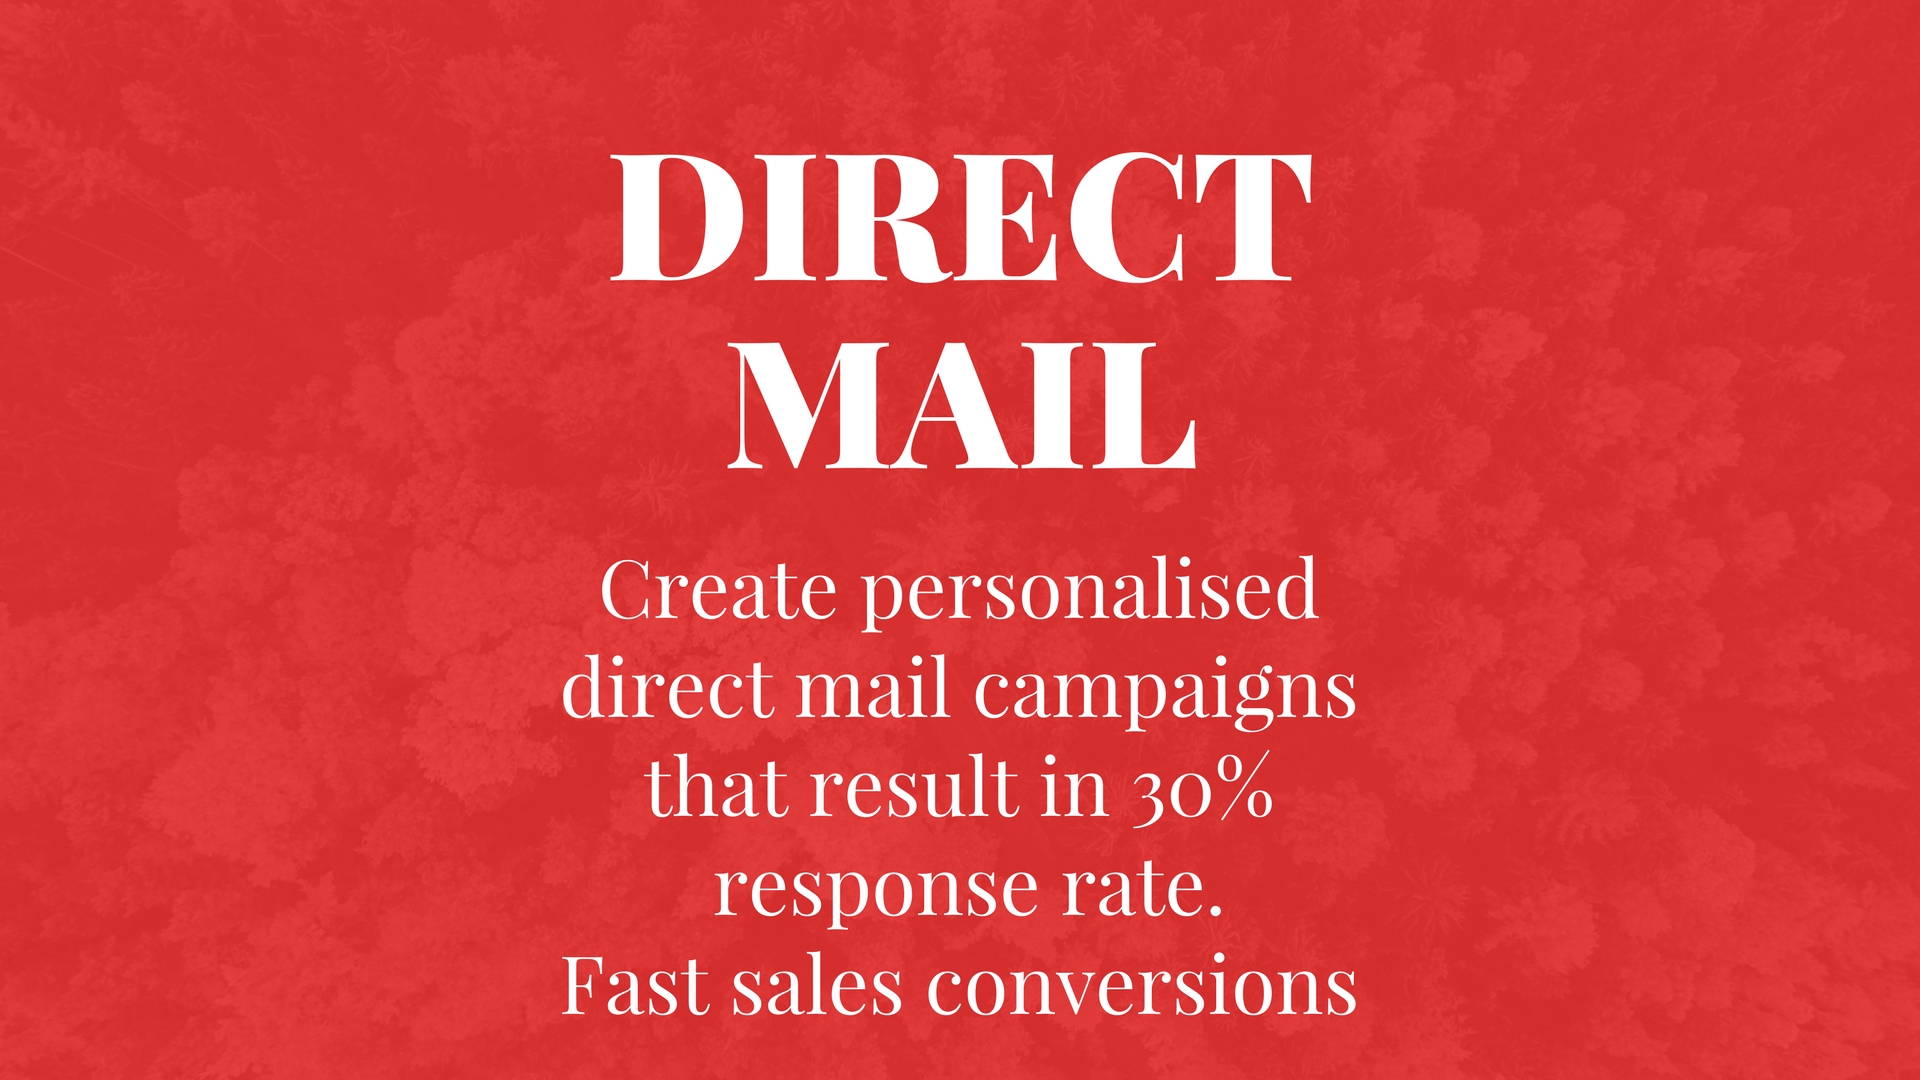 DIRECT
MAIL
Create personalised
direct mail campaigns
that result in 30%
response rate.
Fast sales conversions